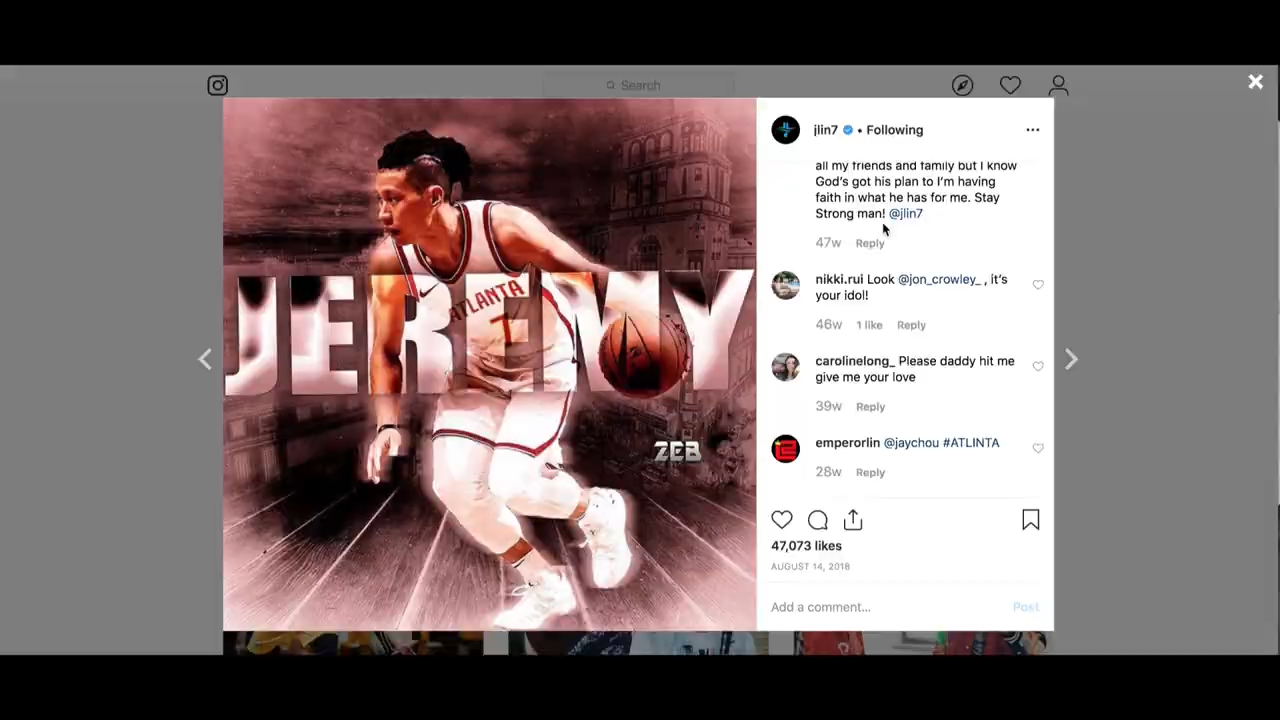 Search
JEREMY
ATLANTA
7
ZEB
jlin7 • Following
all my friends and family but I know
God's got his plan to I'm having
faith in what he has for me. Stay
Strong man! @jlin7
47w Reply
nikki.rui Look @jon_crowley_ , it's
your idol!
46w 1 like Reply
carolinelong_ Please daddy hit me
give me your love
39w Reply
emperorlin @jaychou #ATLINTA
28w Reply
47,073 likes
AUGUST 14, 2018
Add a comment... Post